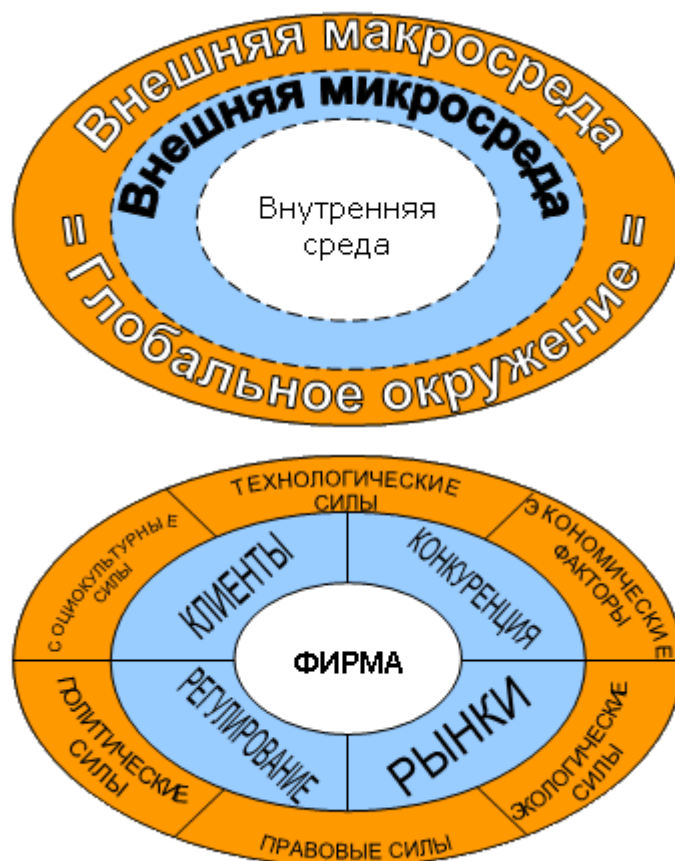 Внешняя макросреда
Внешняя микросреда
Внутренняя
среда
= Глобальное окружение =
ТЕХНОЛОГИЧЕСКИЕ
СИЛЫ
ЭКОНОМИЧЕСКИЕ
ФАКТОРЫ
СОЦИОКУЛЬТУРНЫЕ
СИЛЫ
КЛИЕНТЫ
КОНКУРЕНЦИЯ
ФИРМА
РЕГУЛИРОВАНИЕ
РЫНКИ
ПОЛИТИЧЕСКИЕ
СИЛЫ
ЭКОЛОГИЧЕСКИЕ
СИЛЫ
ПРАВОВЫЕ СИЛЫ